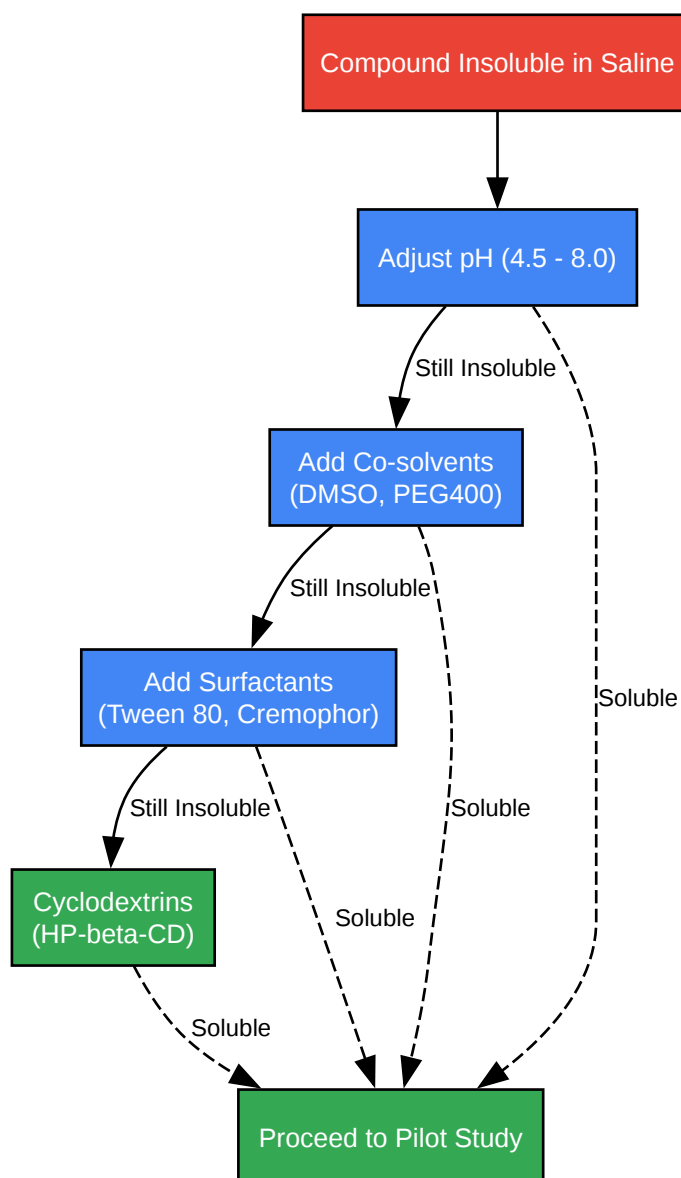 Compound Insoluble in Saline
Adjust pH (4.5 - 8.0)
Still Insoluble
Add Co-solvents
(DMSO, PEG400)
Still Insoluble
Add Surfactants
(Tween 80, Cremophor)
Soluble
Still Insoluble
Soluble
Cyclodextrins
(HP-beta-CD)
Soluble
Soluble
Proceed to Pilot Study